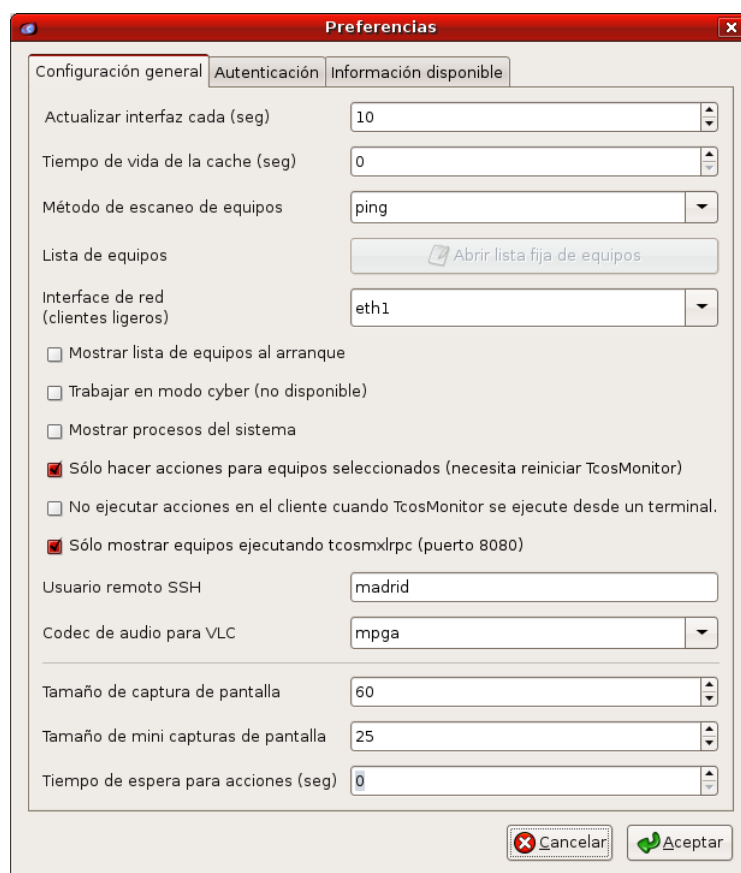 Preferencias
Configuración general Autenticación Información disponible
Actualizar interfaz cada (seg) 10
Tiempo de vida de la cache (seg) 0
Método de escaneo de equipos ping
Lista de equipos Abrir lista fija de equipos
Interface de red
(clientes ligeros) eth1
Mostrar lista de equipos al arranque
Trabajar en modo cyber (no disponible)
Mostrar procesos del sistema
Sólo hacer acciones para equipos seleccionados (necesita reiniciar TcosMonitor)
No ejecutar acciones en el cliente cuando TcosMonitor se ejecute desde un terminal.
Sólo mostrar equipos ejecutando tcosmxlrpc (puerto 8080)
Usuario remoto SSH madrid
Codec de audio para VLC mpga
Tamaño de captura de pantalla 60
Tamaño de mini capturas de pantalla 25
Tiempo de espera para acciones (seg) 0
Cancelar Aceptar